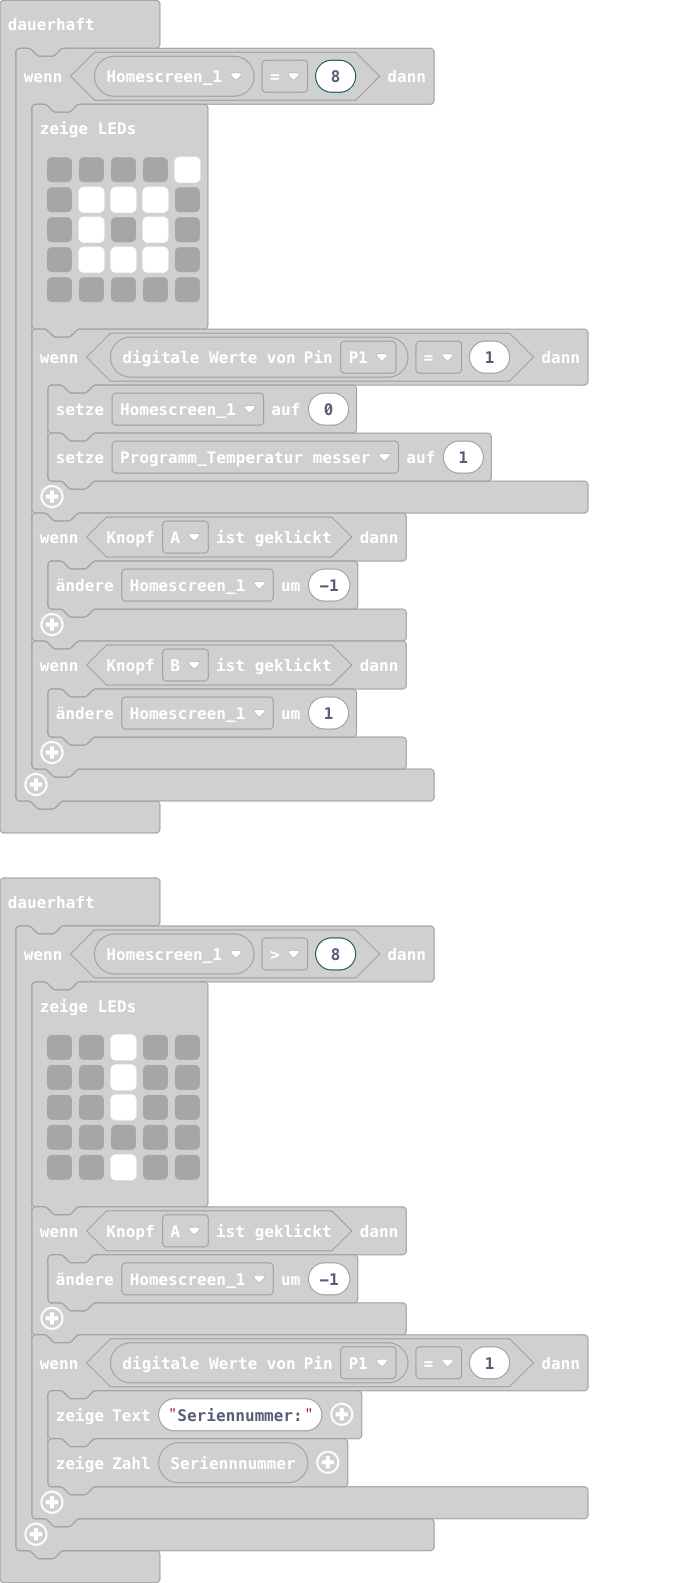 dauerhaft
wenn Homescreen_1 = 8 dann
zeige LEDs
wenn digitale Werte von Pin P1 = 1 dann
setze Homescreen_1 auf 0
setze Programm_Temperatur messer auf 1
wenn Knopf A ist geklickt dann
ändere Homescreen_1 um −1
wenn Knopf B ist geklickt dann
ändere Homescreen_1 um 1
dauerhaft
wenn Homescreen_1 > 8 dann
zeige LEDs
wenn Knopf A ist geklickt dann
ändere Homescreen_1 um −1
wenn digitale Werte von Pin P1 = 1 dann
zeige Text "Seriennummer:"
zeige Zahl Seriennnummer